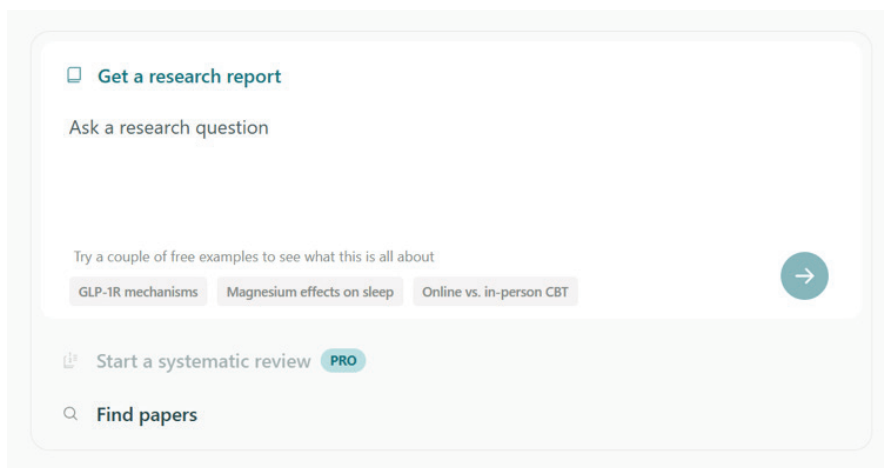 Get a research report
Ask a research question
Try a couple of free examples to see what this is all about
GLP-1R mechanisms Magnesium effects on sleep Online vs. in-person CBT
Start a systematic review PRO
Find papers